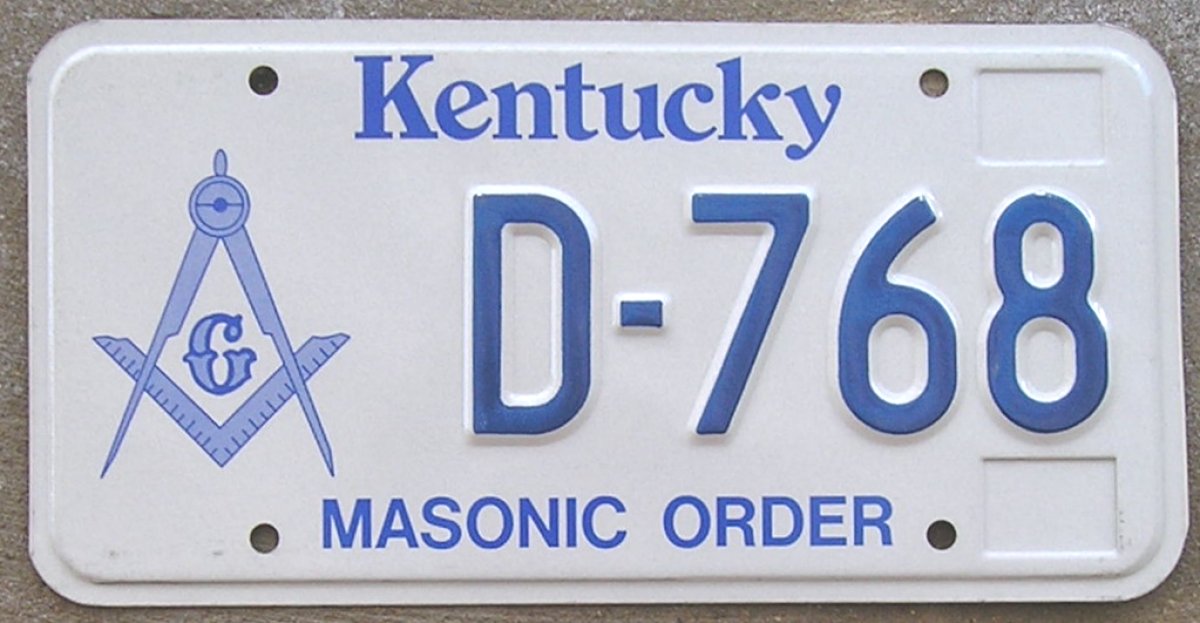 Kentucky
G
D-768
MASONIC ORDER